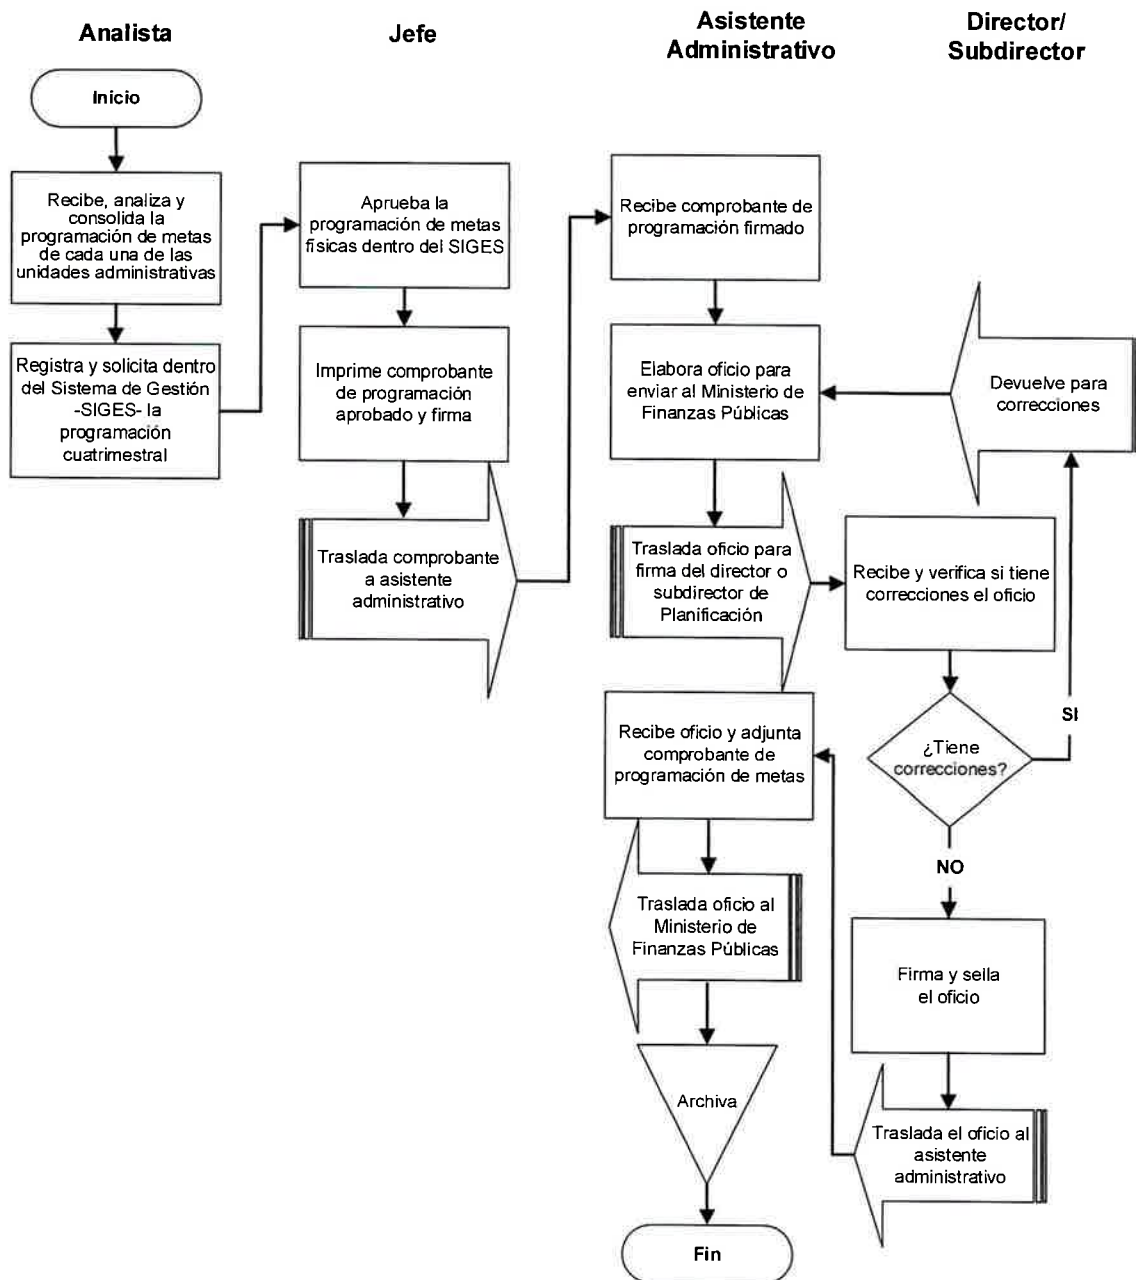 Analista
Jefe
Asistente
Administrativo
Director/
Subdirector
Inicio
Recibe, analiza y
consolida la
programación de metas
de cada una de las
unidades administrativas
Registra y solicita dentro
del Sistema de Gestión
-SIGES- la
programación
cuatrimestral
Aprueba la
programación de metas
físicas dentro del SIGES
Imprime comprobante
de programación
aprobado y firma
Traslada comprobante
a asistente
administrativo
Recibe comprobante de
programación firmado
Elabora oficio para
enviar al Ministerio de
Finanzas Públicas
Devuelve para
correcciones
Traslada oficio para
firma del director o
subdirector de
Planificación
Recibe y verifica si tiene
correcciones el oficio
¿Tiene
correcciones?
SI
NO
Recibe oficio y adjunta
comprobante de
programación de metas
Traslada oficio al
Ministerio de
Finanzas Públicas
Firma y sella
el oficio
Traslada el oficio al
asistente
administrativo
Archiva
Fin